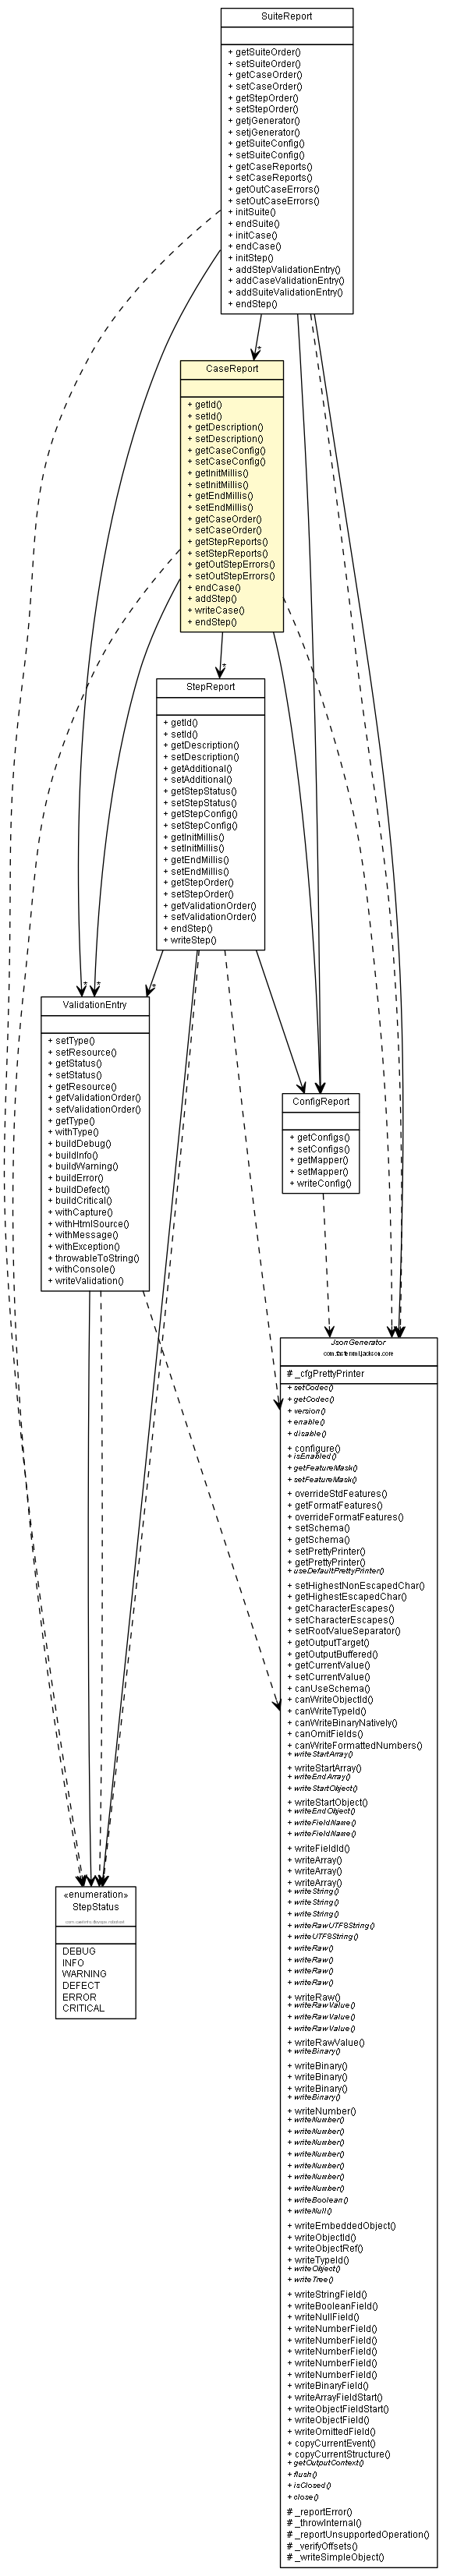 SuiteReport
+ getSuiteOrder()
+ setSuiteOrder()
+ getCaseOrder()
+ setCaseOrder()
+ getStepOrder()
+ setStepOrder()
+ getjGenerator()
+ setjGenerator()
+ getSuiteConfig()
+ setSuiteConfig()
+ getCaseReports()
+ setCaseReports()
+ getOutCaseErrors()
+ setOutCaseErrors()
+ initSuite()
+ endSuite()
+ initCase()
+ endCase()
+ initStep()
+ addStepValidationEntry()
+ addCaseValidationEntry()
+ addSuiteValidationEntry()
+ endStep()
*
CaseReport
+ getId()
+ setId()
+ getDescription()
+ setDescription()
+ getCaseConfig()
+ setCaseConfig()
+ getInitMillis()
+ setInitMillis()
+ getEndMillis()
+ setEndMillis()
+ getCaseOrder()
+ setCaseOrder()
+ getStepReports()
+ setStepReports()
+ getOutStepErrors()
+ setOutStepErrors()
+ endCase()
+ addStep()
+ writeCase()
+ endStep()
*
StepReport
+ getId()
+ setId()
+ getDescription()
+ setDescription()
+ getAdditional()
+ setAdditional()
+ getStepStatus()
+ setStepStatus()
+ getStepConfig()
+ setStepConfig()
+ getInitMillis()
+ setInitMillis()
+ getEndMillis()
+ setEndMillis()
+ getStepOrder()
+ setStepOrder()
+ getValidationOrder()
+ setValidationOrder()
+ endStep()
+ writeStep()
* * *
ValidationEntry
+ setType()
+ setResource()
+ getStatus()
+ setStatus()
+ getResource()
+ getValidationOrder()
+ setValidationOrder()
+ getType()
+ withType()
+ buildDebug()
+ buildInfo()
+ buildWarning()
+ buildError()
+ buildDefect()
+ buildCritical()
+ withCapture()
+ withHtmlSource()
+ withMessage()
+ withException()
+ throwableToString()
+ withConsole()
+ writeValidation()
ConfigReport
+ getConfigs()
+ setConfigs()
+ getMapper()
+ setMapper()
+ writeConfig()
JsonGenerator
com.fasterxml.jackson.core
# _cfgPrettyPrinter
+ setCodec()
+ getCodec()
+ version()
+ enable()
+ disable()
+ configure()
+ isEnabled()
+ getFeatureMask()
+ setFeatureMask()
+ overrideStdFeatures()
+ getFormatFeatures()
+ overrideFormatFeatures()
+ setSchema()
+ getSchema()
+ setPrettyPrinter()
+ getPrettyPrinter()
+ useDefaultPrettyPrinter()
+ setHighestNonEscapedChar()
+ getHighestEscapedChar()
+ getCharacterEscapes()
+ setCharacterEscapes()
+ setRootValueSeparator()
+ getOutputTarget()
+ getOutputBuffered()
+ getCurrentValue()
+ setCurrentValue()
+ canUseSchema()
+ canWriteObjectId()
+ canWriteTypeId()
+ canWriteBinaryNatively()
+ canOmitFields()
+ canWriteFormattedNumbers()
+ writeStartArray()
+ writeStartArray()
+ writeEndArray()
+ writeStartObject()
+ writeStartObject()
+ writeEndObject()
+ writeFieldName()
+ writeFieldName()
+ writeFieldId()
+ writeArray()
+ writeArray()
+ writeArray()
+ writeString()
+ writeString()
+ writeString()
+ writeRawUTF8String()
+ writeUTF8String()
+ writeRaw()
+ writeRaw()
+ writeRaw()
+ writeRaw()
+ writeRaw()
+ writeRawValue()
+ writeRawValue()
+ writeRawValue()
+ writeRawValue()
+ writeBinary()
+ writeBinary()
+ writeBinary()
+ writeBinary()
+ writeBinary()
+ writeNumber()
+ writeNumber()
+ writeNumber()
+ writeNumber()
+ writeNumber()
+ writeNumber()
+ writeNumber()
+ writeNumber()
+ writeBoolean()
+ writeNull()
+ writeEmbeddedObject()
+ writeObjectId()
+ writeObjectRef()
+ writeTypeId()
+ writeObject()
+ writeTree()
+ writeStringField()
+ writeBooleanField()
+ writeNullField()
+ writeNumberField()
+ writeNumberField()
+ writeNumberField()
+ writeNumberField()
+ writeNumberField()
+ writeBinaryField()
+ writeArrayFieldStart()
+ writeObjectFieldStart()
+ writeObjectField()
+ writeOmittedField()
+ copyCurrentEvent()
+ copyCurrentStructure()
+ getOutputContext()
+ flush()
+ isClosed()
+ close()
# _reportError()
# _throwInternal()
# _reportUnsupportedOperation()
# _verifyOffsets()
# _writeSimpleObject()
«enumeration»
StepStatus
DEBUG
INFO
WARNING
DEFECT
ERROR
CRITICAL